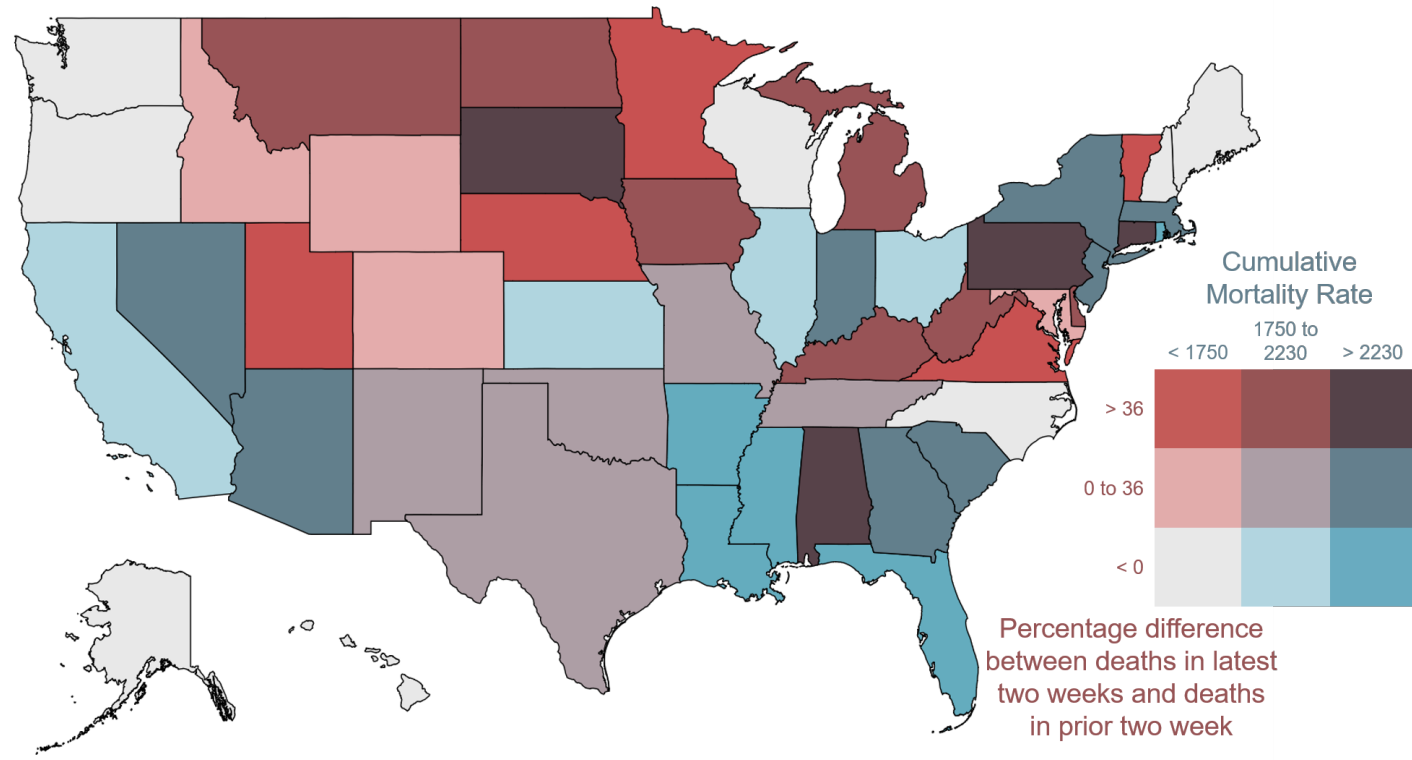 Cumulative
Mortality Rate
1750 to
< 1750 2230 > 2230
> 36
0 to 36
< 0
Percentage difference
between deaths in latest
two weeks and deaths
in prior two week